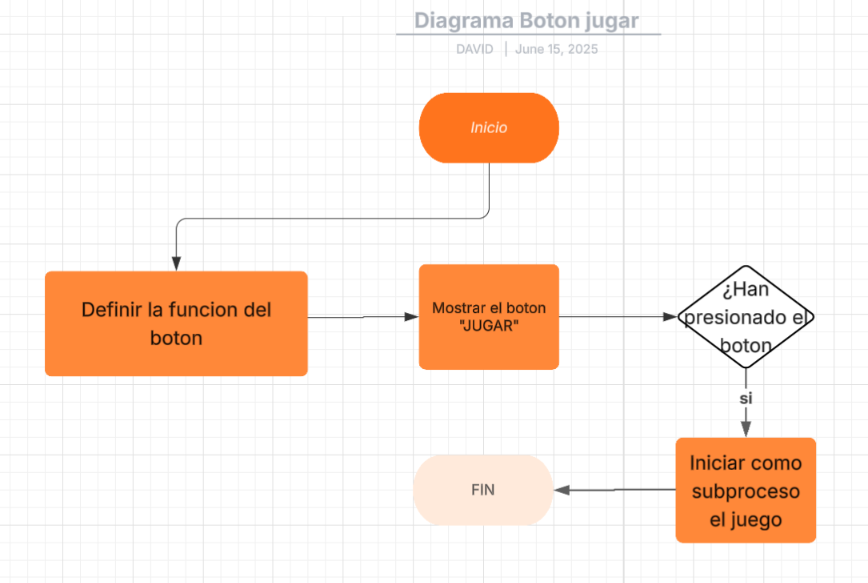 Diagrama Boton jugar
DAVID | June 15, 2025
Inicio
Definir la funcion del
boton
Mostrar el boton
"JUGAR"
¿Han
presionado el
boton
si
Iniciar como
subproceso
el juego
FIN